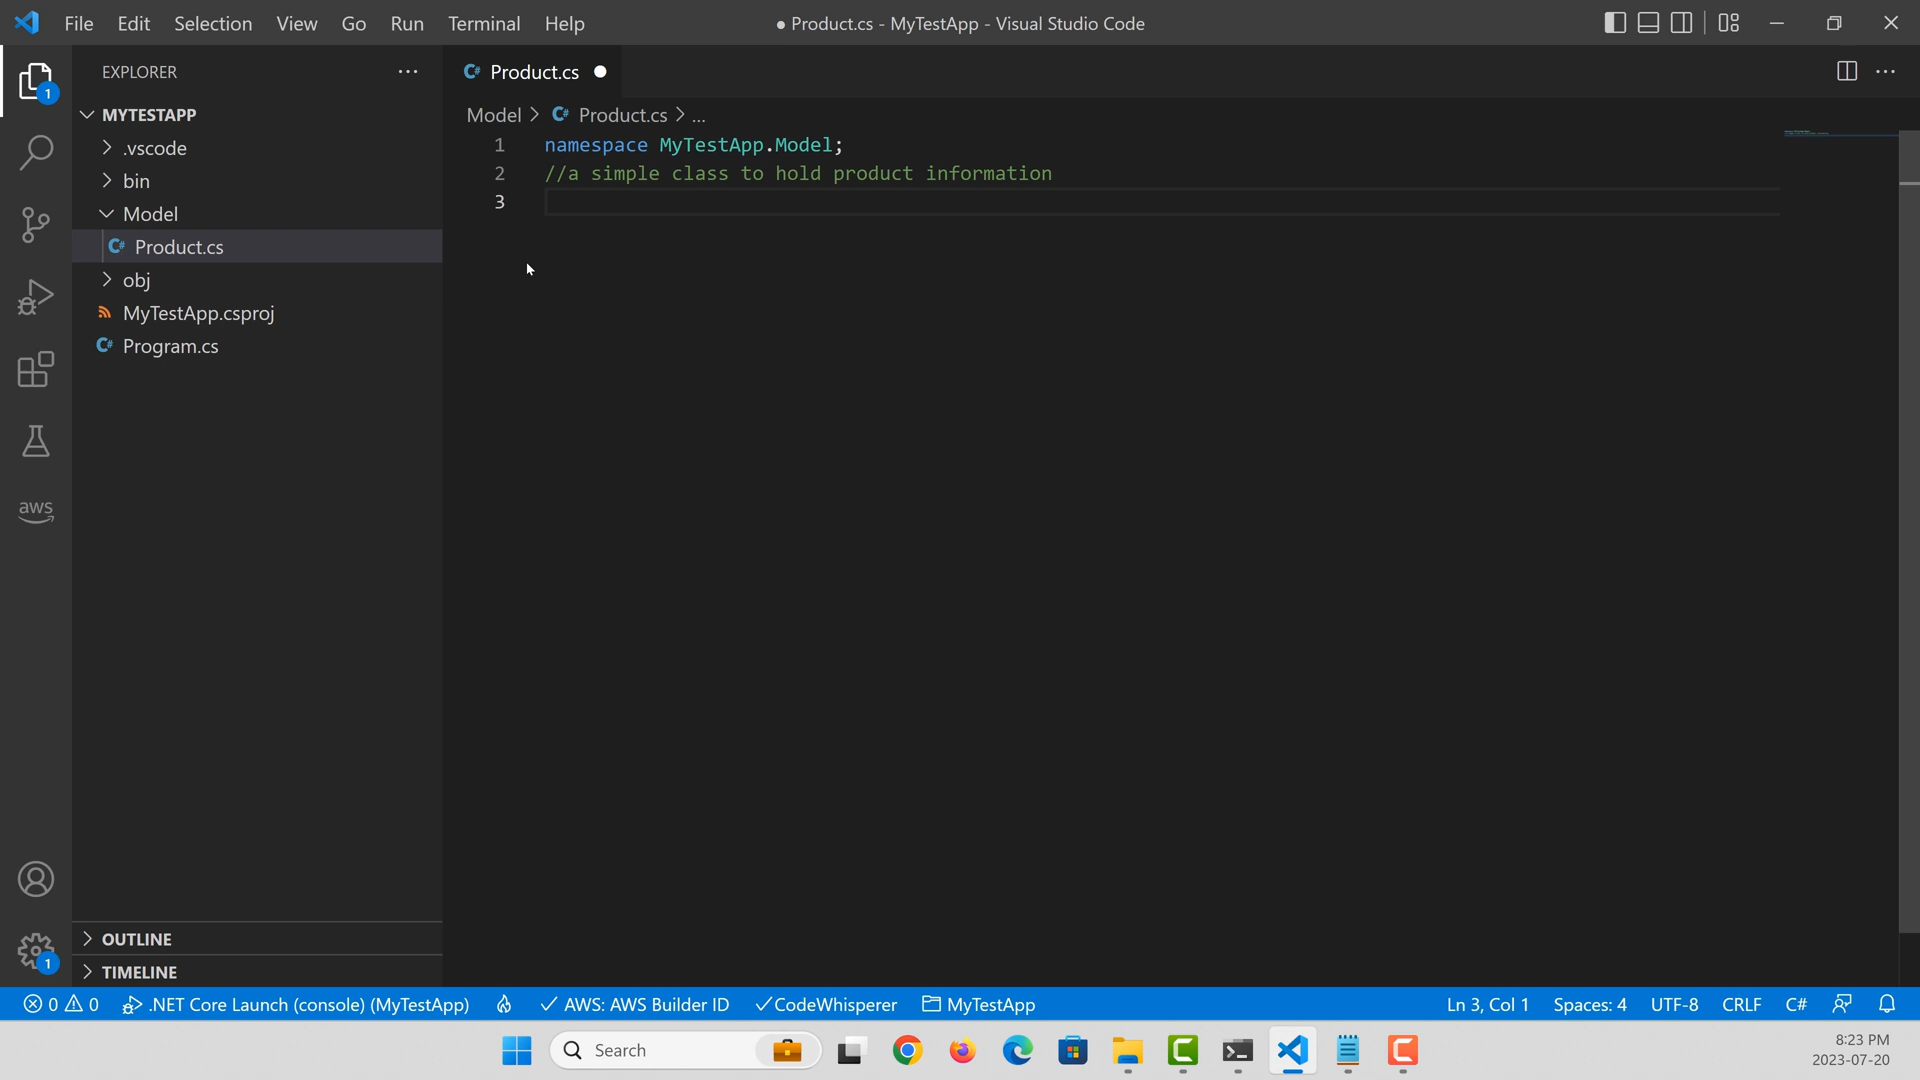 File Edit Selection View Go Run Terminal Help
● Product.cs - MyTestApp - Visual Studio Code
EXPLORER
1
MYTESTAPP
.vscode
bin
Model
C# Product.cs
obj
MyTestApp.csproj
C# Program.cs
aws
OUTLINE
1
TIMELINE
C# Product.cs
Model > C# Product.cs > ...
1 namespace MyTestApp.Model;
2 //a simple class to hold product information
3
0 0 .NET Core Launch (console) (MyTestApp) AWS: AWS Builder ID CodeWhisperer MyTestApp Ln 3, Col 1 Spaces: 4 UTF-8 CRLF C#
Search
8:23 PM
2023-07-20